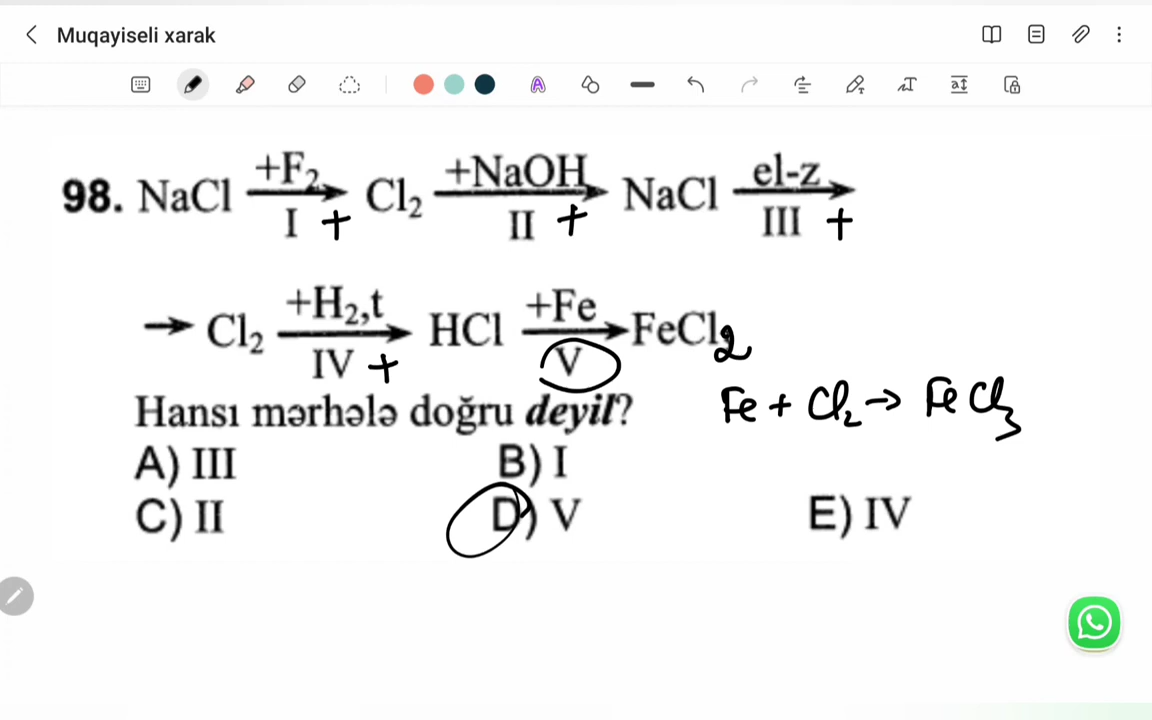 Muqayiseli xarak
98. NaCl +F₂ → I + Cl₂ +NaOH → II + NaCl el-z → III +
→ Cl₂ +H₂,t → IV + HCl +Fe → V FeCl₂
Hansı mərhələ doğru deyil?
Fe + Cl₂ → FeCl₃
A) III B) I
C) II D) V E) IV